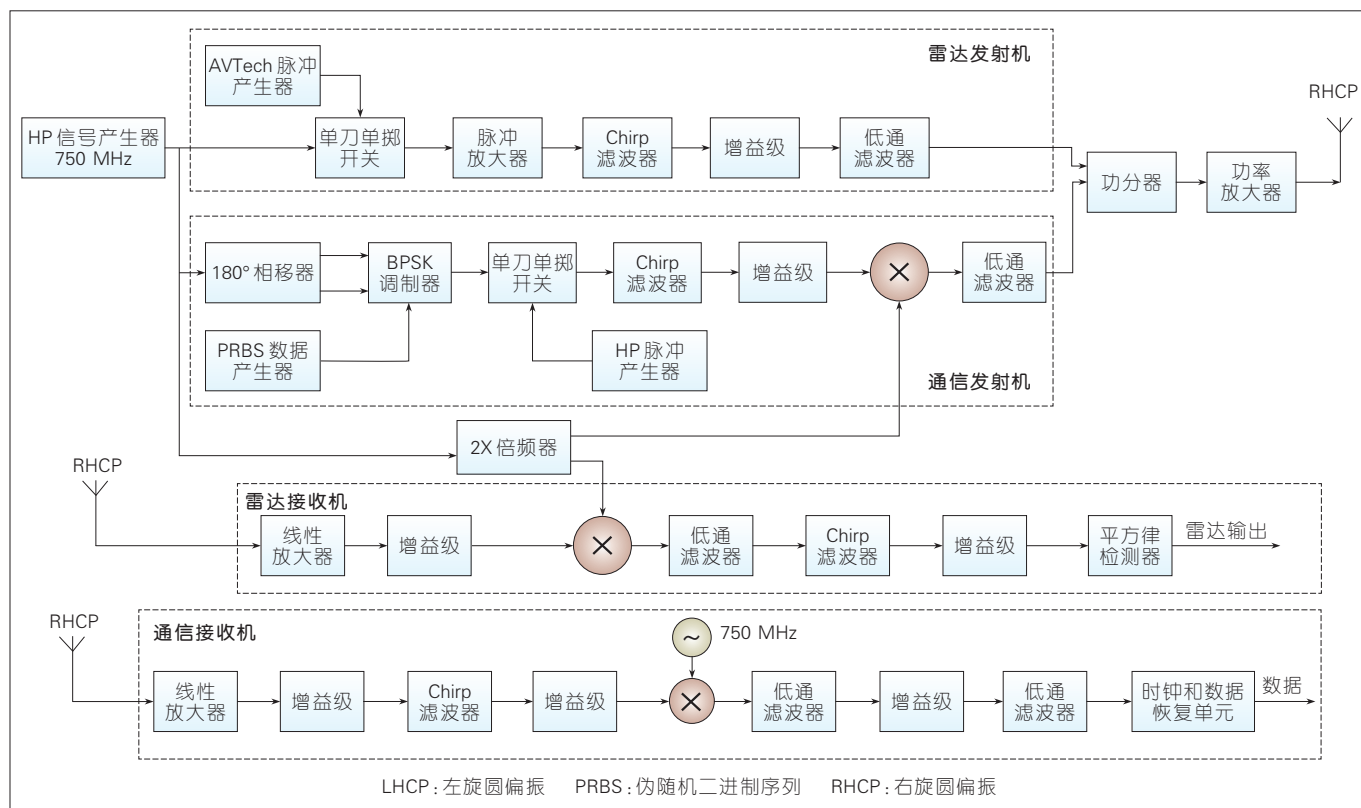 雷达发射机
AVTech 脉冲
产生器
RHCP
HP 信号产生器
750 MHz
单刀单掷
开关
脉冲
放大器
Chirp
滤波器
增益级
低通
滤波器
功分器
功率
放大器
180° 相移器
BPSK
调制器
单刀单掷
开关
Chirp
滤波器
增益级
×
低通
滤波器
PRBS 数据
产生器
HP 脉冲
产生器
通信发射机
2X 倍频器
RHCP
雷达接收机
线性
放大器
增益级
×
低通
滤波器
Chirp
滤波器
增益级
平方律
检测器
雷达输出
RHCP
通信接收机
~
750 MHz
线性
放大器
增益级
Chirp
滤波器
增益级
×
低通
滤波器
增益级
低通
滤波器
时钟和数据
恢复单元
数据
LHCP：左旋圆偏振 PRBS：伪随机二进制序列 RHCP：右旋圆偏振